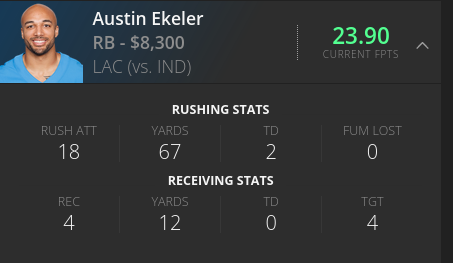 Austin Ekeler
RB - $8,300
LAC (vs. IND)
23.90
CURRENT FPTS
RUSHING STATS
RUSH ATT YARDS TD FUM LOST
18 67 2 0
RECEIVING STATS
REC YARDS TD TGT
4 12 0 4